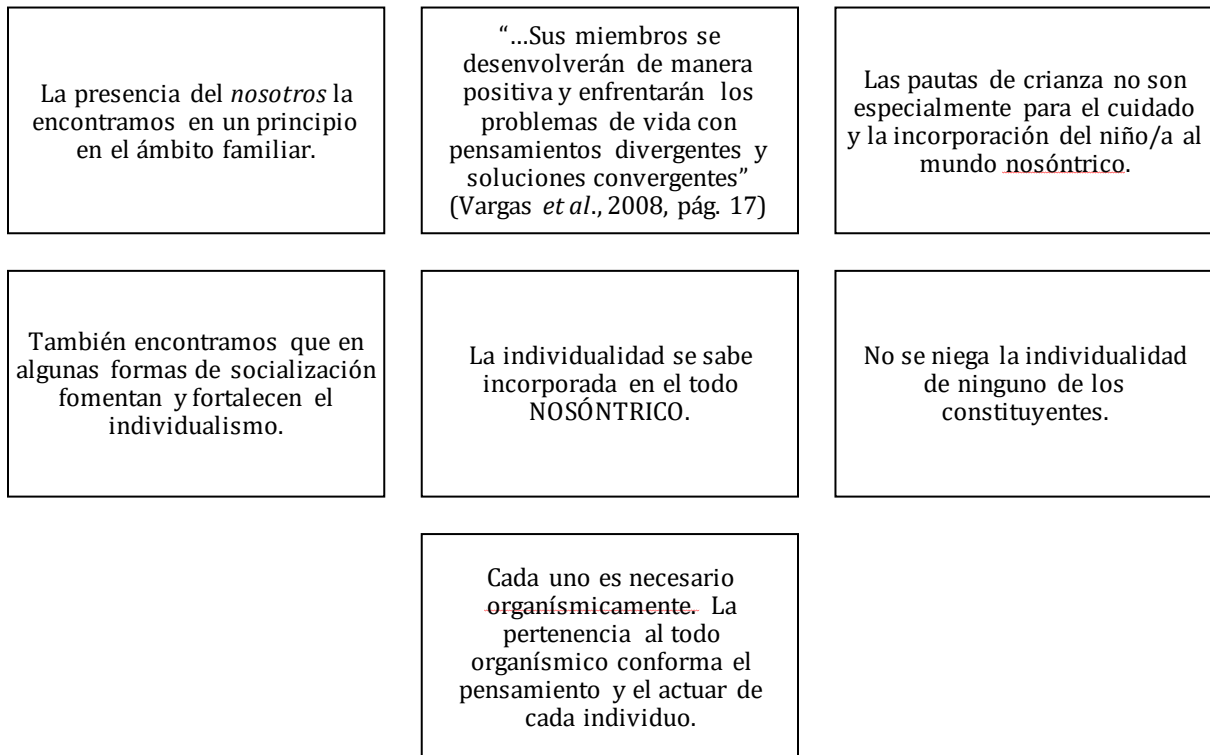 La presencia del nosotros la
encontramos en un principio
en el ámbito familiar.
“…Sus miembros se
desenvolverán de manera
positiva y enfrentarán los
problemas de vida con
pensamientos divergentes y
soluciones convergentes”
(Vargas et al., 2008, pág. 17)
Las pautas de crianza no son
especialmente para el cuidado
y la incorporación del niño/a al
mundo nosóntrico.
También encontramos que en
algunas formas de socialización
fomentan y fortalecen el
individualismo.
La individualidad se sabe
incorporada en el todo
NOSÓNTRICO.
No se niega la individualidad
de ninguno de los
constituyentes.
Cada uno es necesario
organísmicamente. La
pertenencia al todo
organísmico conforma el
pensamiento y el actuar de
cada individuo.